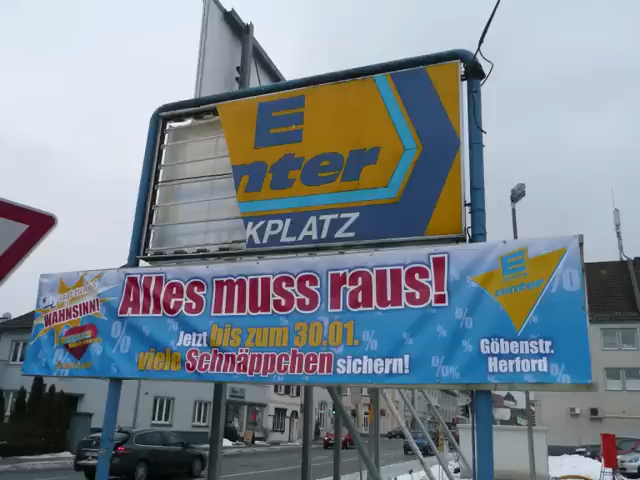 E
nter
KPLATZ
WAHNSINN!
Alles muss raus!
Jetzt bis zum 30.01.
viele Schnäppchen sichern!
E
center
Göbenstr.
Herford